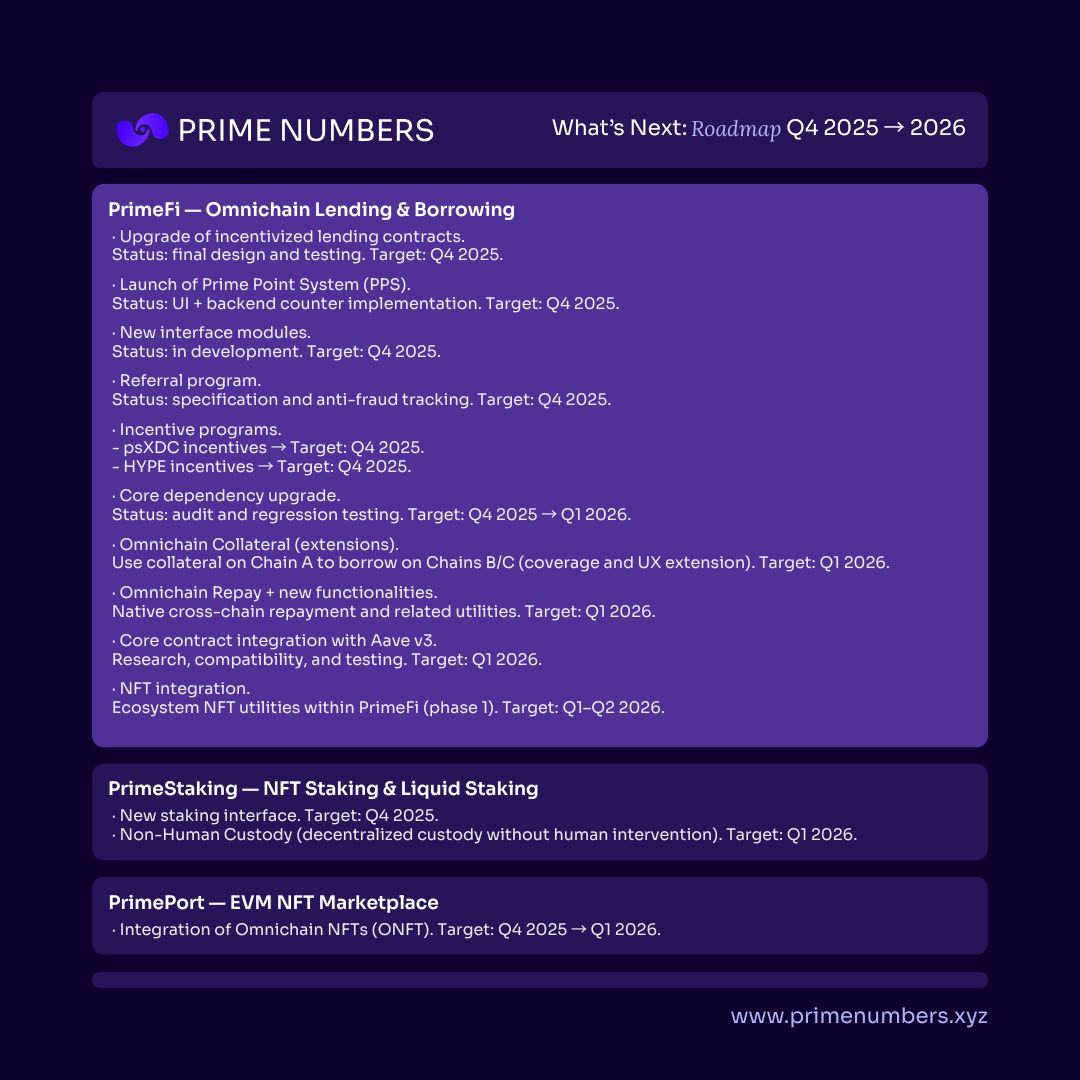 PRIME NUMBERS
What’s Next: Roadmap Q4 2025 → 2026
PrimeFi — Omnichain Lending & Borrowing
· Upgrade of incentivized lending contracts.
Status: final design and testing. Target: Q4 2025.
· Launch of Prime Point System (PPS).
Status: UI + backend counter implementation. Target: Q4 2025.
· New interface modules.
Status: in development. Target: Q4 2025.
· Referral program.
Status: specification and anti-fraud tracking. Target: Q4 2025.
· Incentive programs.
- psXDC incentives → Target: Q4 2025.
- HYPE incentives → Target: Q4 2025.
· Core dependency upgrade.
Status: audit and regression testing. Target: Q4 2025 → Q1 2026.
· Omnichain Collateral (extensions).
Use collateral on Chain A to borrow on Chains B/C (coverage and UX extension). Target: Q1 2026.
· Omnichain Repay + new functionalities.
Native cross-chain repayment and related utilities. Target: Q1 2026.
· Core contract integration with Aave v3.
Research, compatibility, and testing. Target: Q1 2026.
· NFT integration.
Ecosystem NFT utilities within PrimeFi (phase 1). Target: Q1–Q2 2026.
PrimeStaking — NFT Staking & Liquid Staking
· New staking interface. Target: Q4 2025.
· Non-Human Custody (decentralized custody without human intervention). Target: Q1 2026.
PrimePort — EVM NFT Marketplace
· Integration of Omnichain NFTs (ONFT). Target: Q4 2025 → Q1 2026.
www.primenumbers.xyz